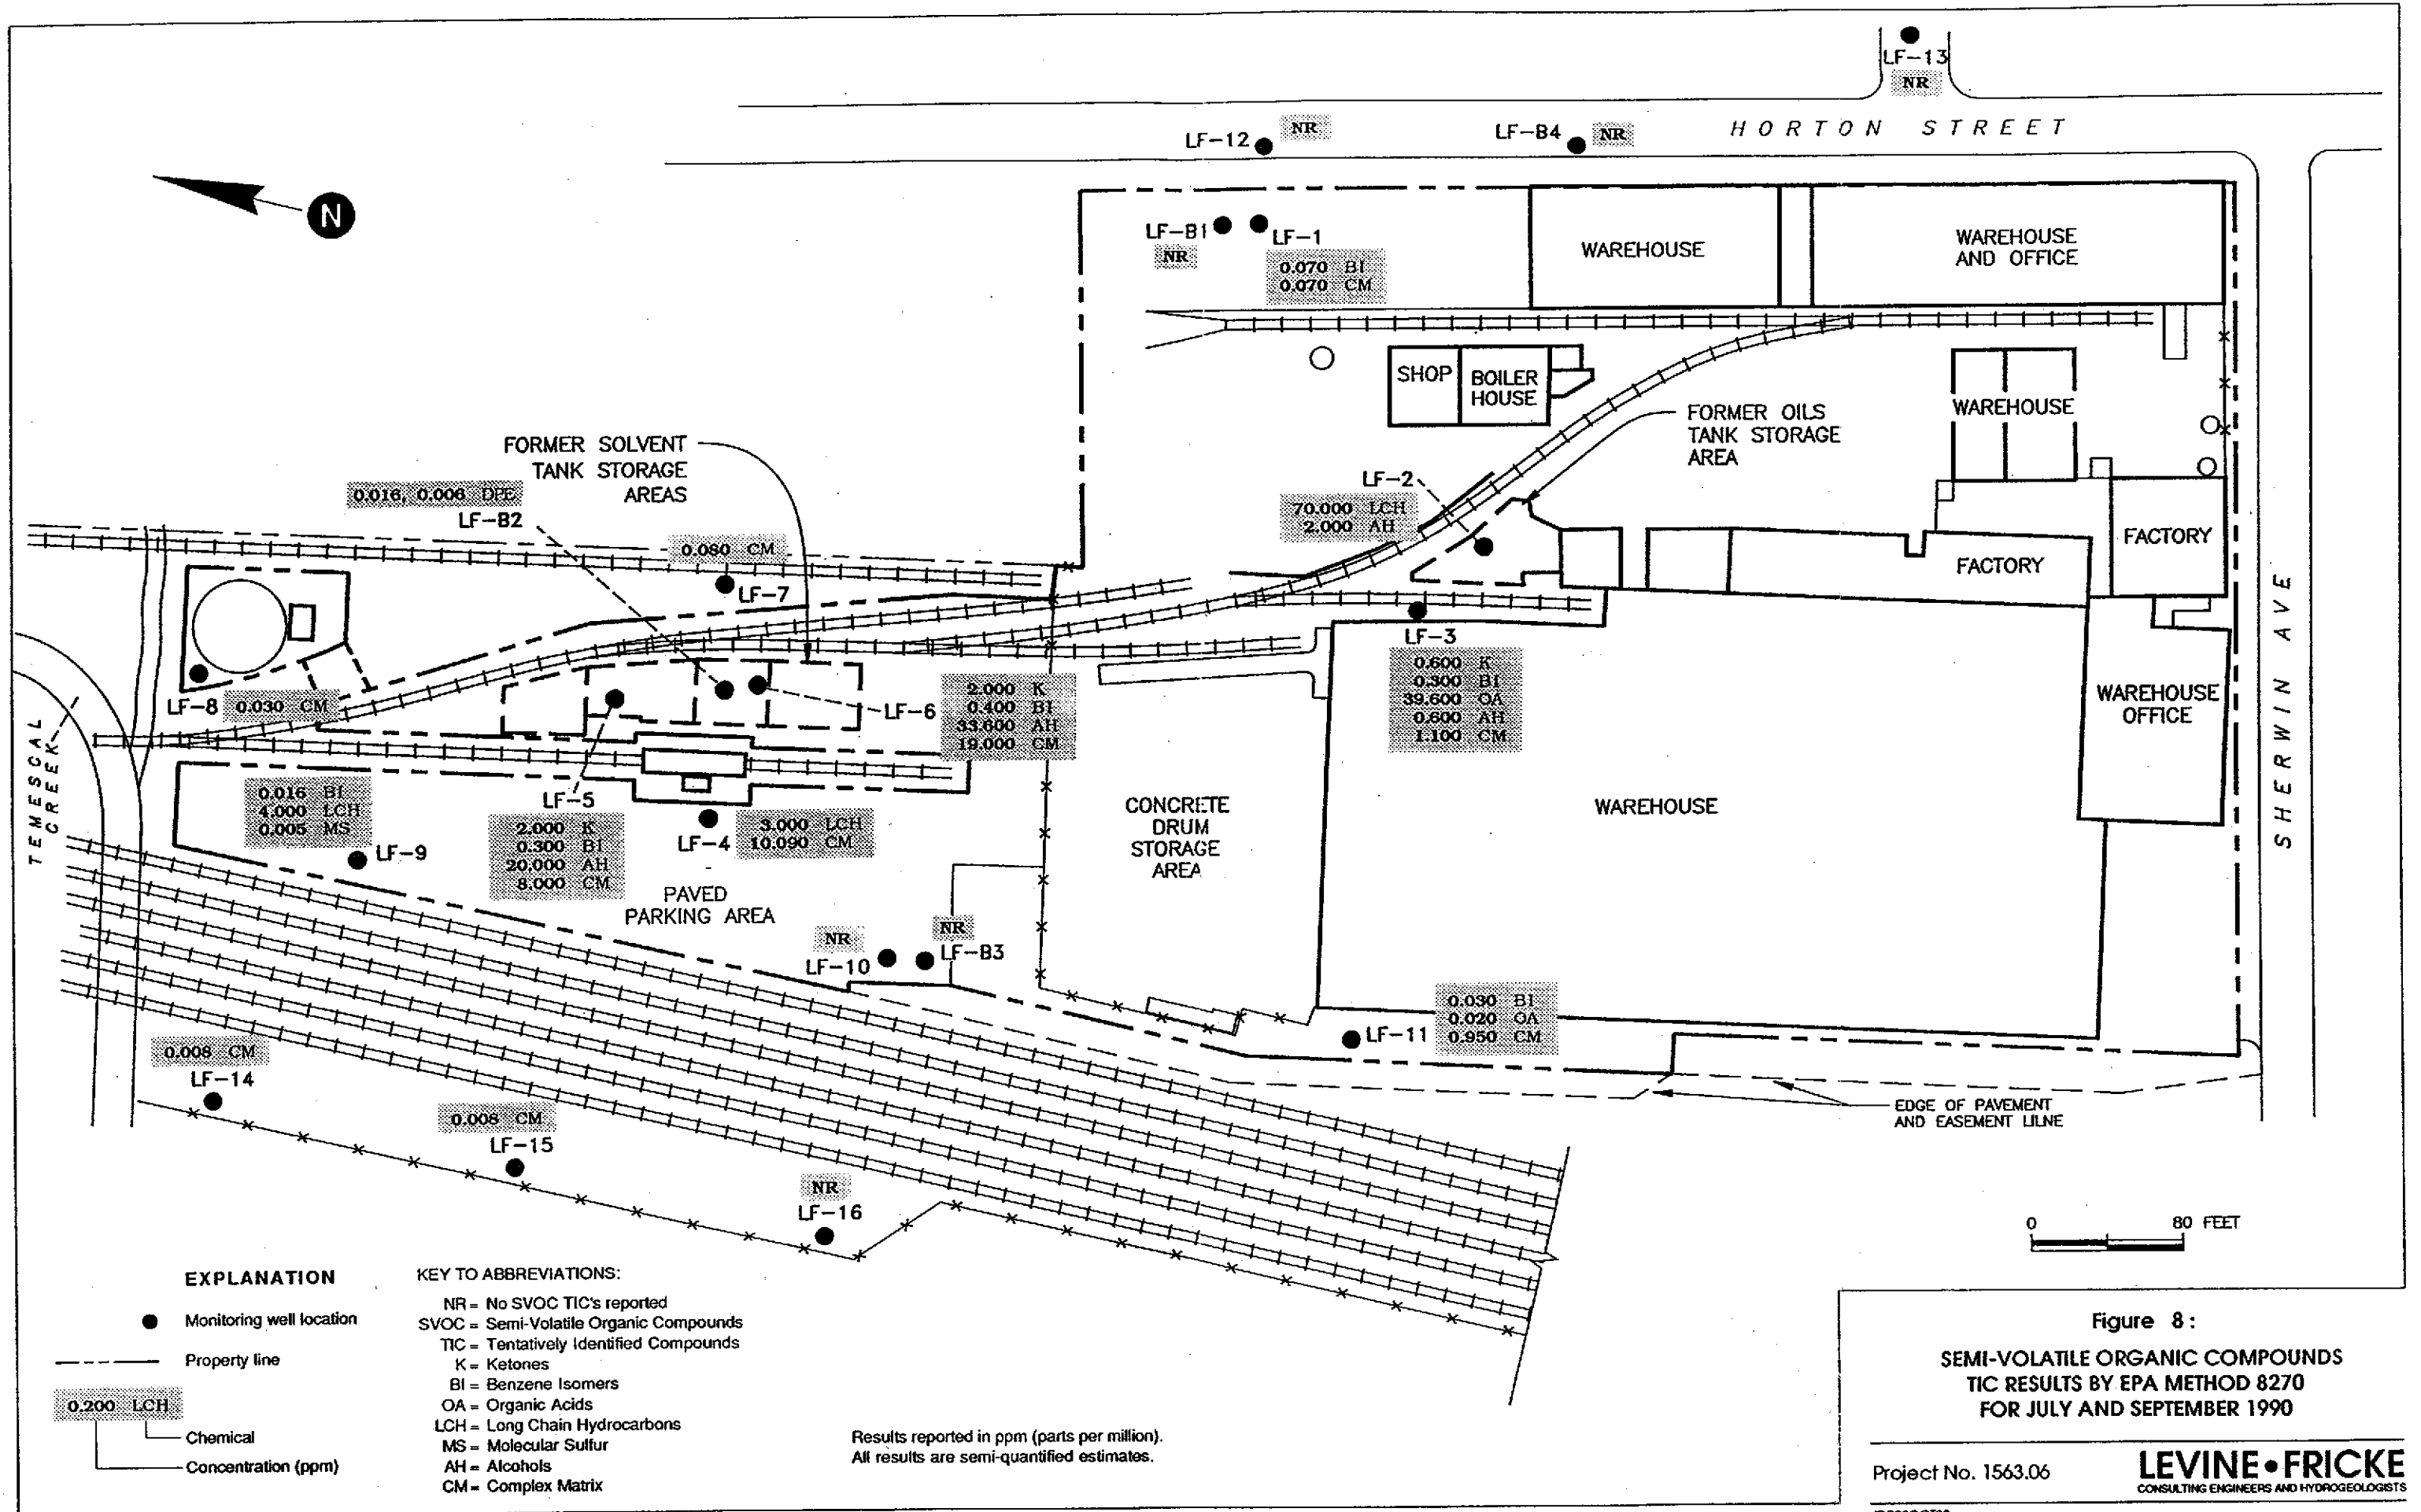 LF-13
NR
HORTON STREET
LF-12
NR
LF-B4
NR
N
LF-B1
NR
LF-1
0.070 BI
0.070 CM
WAREHOUSE
WAREHOUSE
AND OFFICE
SHOP
BOILER
HOUSE
WAREHOUSE
FORMER OILS
TANK STORAGE
AREA
FORMER SOLVENT
TANK STORAGE
AREAS
0.016, 0.006 DPE
LF-B2
LF-2
70.000 LCH
2.000 AH
0.080 CM
LF-7
FACTORY
FACTORY
SHERWIN AVE
LF-3
0.600 K
0.300 BI
39.600 OA
0.600 AH
1.100 CM
LF-8
0.030 CM
LF-6
2.000 K
0.400 BI
33.600 AH
19.000 CM
WAREHOUSE
OFFICE
TEMESCAL
CREEK
0.016 BI
4.000 LCH
0.005 MS
LF-9
LF-5
2.000 K
0.300 BI
20.000 AH
8.000 CM
LF-4
3.000 LCH
10.090 CM
CONCRETE
DRUM
STORAGE
AREA
WAREHOUSE
PAVED
PARKING AREA
NR
LF-10
NR
LF-B3
LF-11
0.030 BI
0.020 OA
0.950 CM
0.008 CM
LF-14
0.008 CM
LF-15
NR
LF-16
EDGE OF PAVEMENT
AND EASEMENT LILNE
0 80 FEET
EXPLANATION
Monitoring well location
Property line
0.200 LCH
Chemical
Concentration (ppm)
KEY TO ABBREVIATIONS:
NR = No SVOC TIC's reported
SVOC = Semi-Volatile Organic Compounds
TIC = Tentatively Identified Compounds
K = Ketones
BI = Benzene Isomers
OA = Organic Acids
LCH = Long Chain Hydrocarbons
MS = Molecular Sulfur
AH = Alcohols
CM = Complex Matrix
Results reported in ppm (parts per million).
All results are semi-quantified estimates.
Figure 8:
SEMI-VOLATILE ORGANIC COMPOUNDS
TIC RESULTS BY EPA METHOD 8270
FOR JULY AND SEPTEMBER 1990
Project No. 1563.06
LEVINE•FRICKE
CONSULTING ENGINEERS AND HYDROGEOLOGISTS